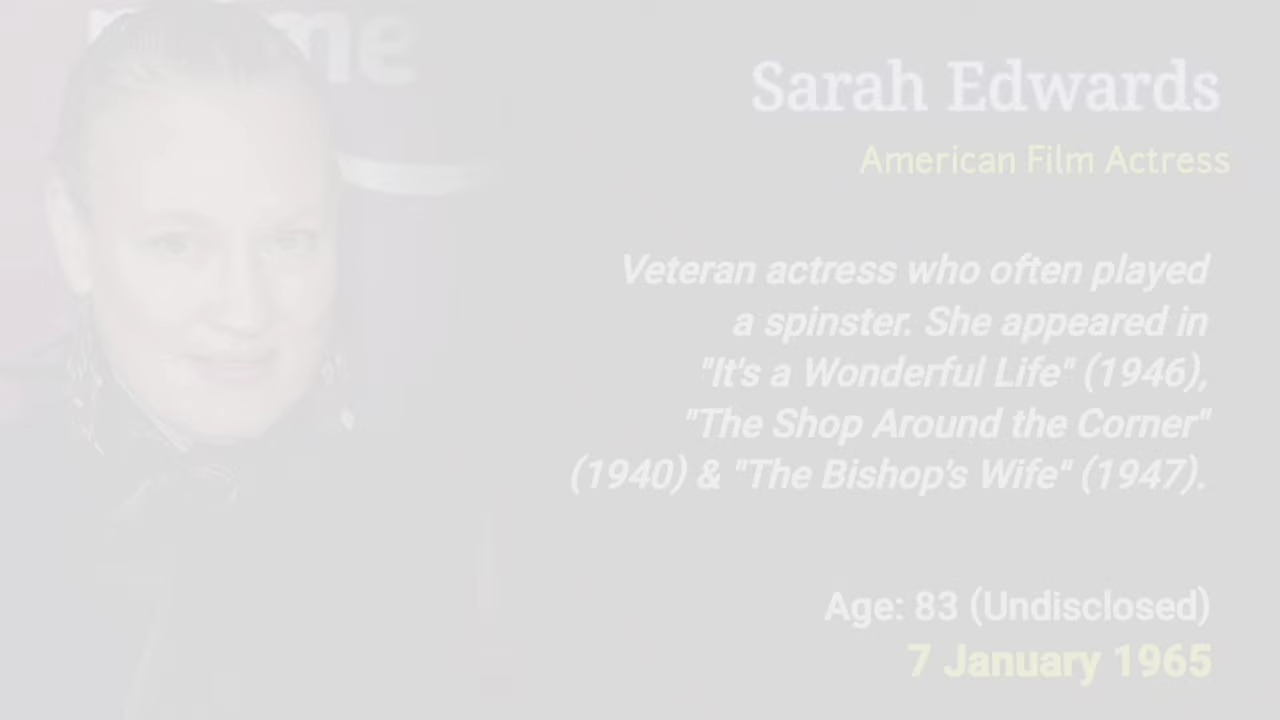 Sarah Edwards
American Film Actress
Veteran actress who often played
a spinster. She appeared in
"It's a Wonderful Life" (1946),
"The Shop Around the Corner"
(1940) & "The Bishop's Wife" (1947).
Age: 83 (Undisclosed)
7 January 1965